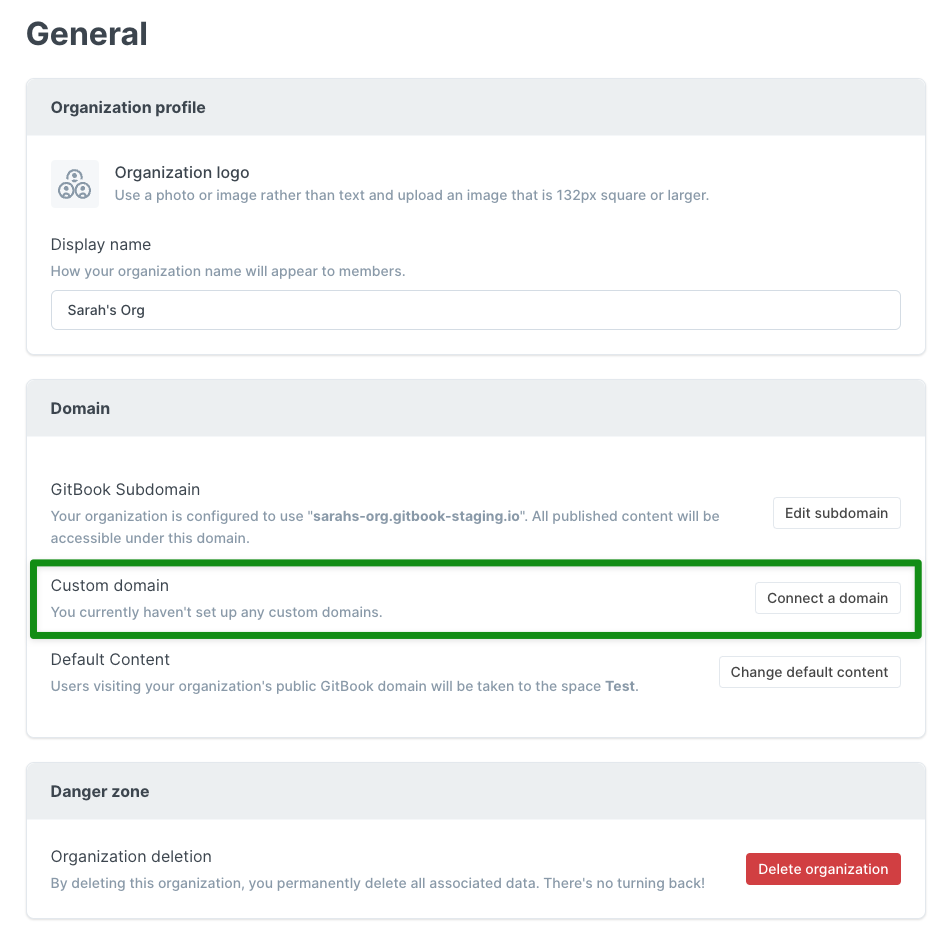 General
Organization profile
Organization logo
Use a photo or image rather than text and upload an image that is 132px square or larger.
Display name
How your organization name will appear to members.
Sarah's Org
Domain
GitBook Subdomain
Your organization is configured to use "sarahs-org.gitbook-staging.io". All published content will be
accessible under this domain.
Edit subdomain
Custom domain
You currently haven't set up any custom domains.
Connect a domain
Default Content
Users visiting your organization's public GitBook domain will be taken to the space Test.
Change default content
Danger zone
Organization deletion
By deleting this organization, you permanently delete all associated data. There's no turning back!
Delete organization